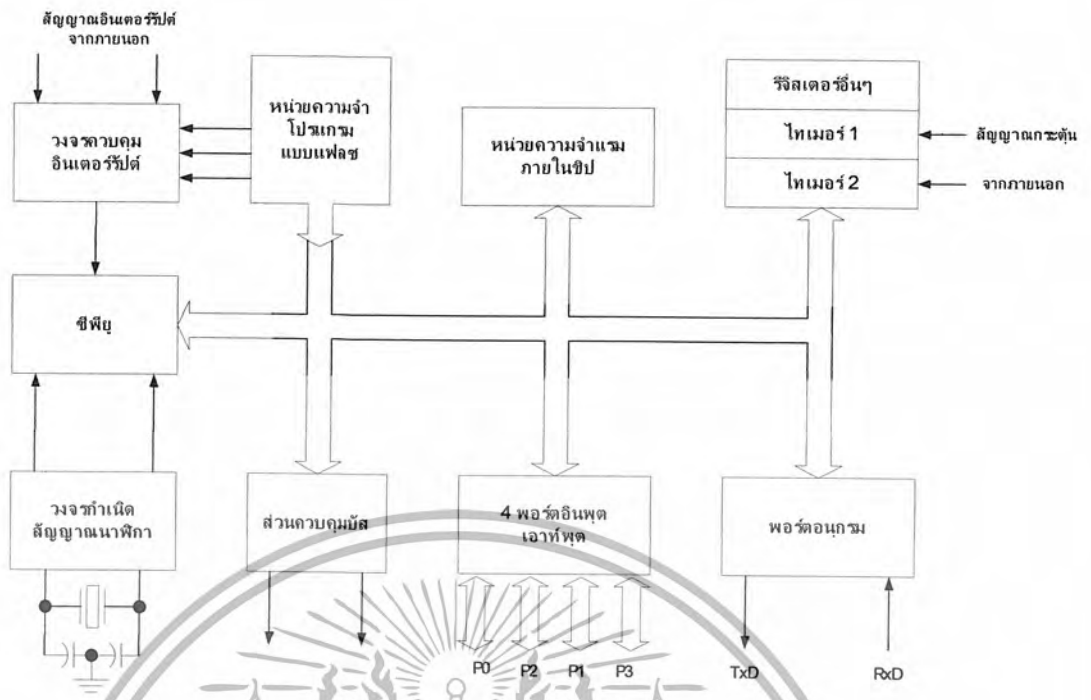 สัญญาณอินเตอร์รัปต์
จากภายนอก
วงจรควบคุม
อินเตอร์รัปต์
หน่วยความจำ
โปรแกรม
แบบแฟลช
หน่วยความจำแรม
ภายในชิป
รีจิสเตอร์อื่นๆ
ไทเมอร์ 1
ไทเมอร์ 2
สัญญาณกระตุ้น
จากภายนอก
ซีพียู
วงจรกำเนิด
สัญญาณนาฬิกา
ส่วนควบคุมบัส
4 พอร์ตอินพุต
เอาท์พุต
พอร์ตอนุกรม
P0 P2 P1 P3
TxD
RxD